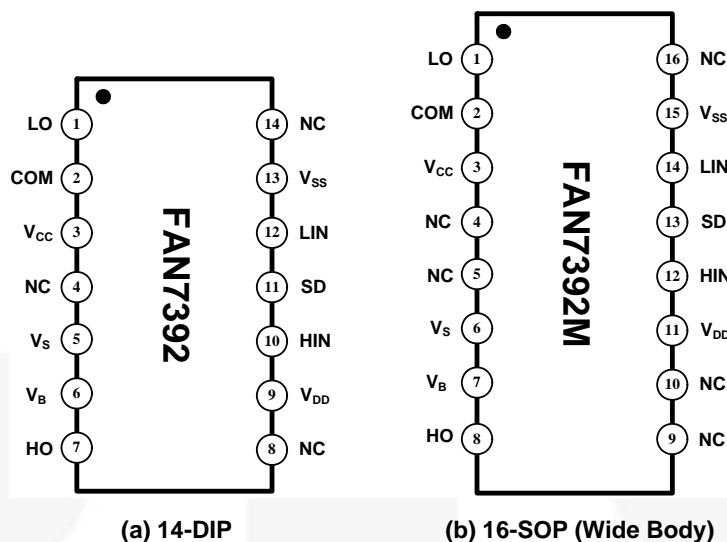 LO 1
COM 2
VCC 3
NC 4
VS 5
VB 6
HO 7
FAN7392
14 NC
13 VSS
12 LIN
11 SD
10 HIN
9 VDD
8 NC
(a) 14-DIP
LO 1
COM 2
VCC 3
NC 4
NC 5
VS 6
VB 7
HO 8
FAN7392M
16 NC
15 VSS
14 LIN
13 SD
12 HIN
11 VDD
10 NC
9 NC
(b) 16-SOP (Wide Body)